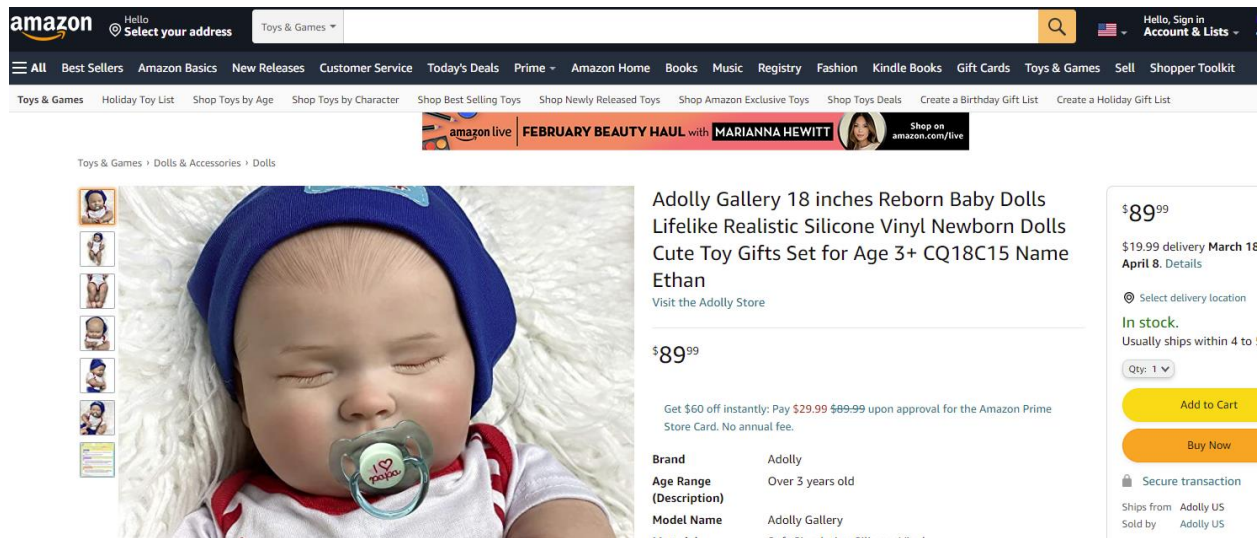 amazon
Hello
Select your address
Toys & Games
Hello, Sign in
Account & Lists
All Best Sellers Amazon Basics New Releases Customer Service Today's Deals Prime Amazon Home Books Music Registry Fashion Kindle Books Gift Cards Toys & Games Sell Shopper Toolkit
Toys & Games Holiday Toy List Shop Toys by Age Shop Toys by Character Shop Best Selling Toys Shop Newly Released Toys Shop Amazon Exclusive Toys Shop Toys Deals Create a Birthday Gift List Create a Holiday Gift List
amazon live FEBRUARY BEAUTY HAUL with MARIANNA HEWITT Shop on
amazon.com/live
Toys & Games › Dolls & Accessories › Dolls
I ♥
papa
Adolly Gallery 18 inches Reborn Baby Dolls
Lifelike Realistic Silicone Vinyl Newborn Dolls
Cute Toy Gifts Set for Age 3+ CQ18C15 Name
Ethan
Visit the Adolly Store
$89.99
Get $60 off instantly: Pay $29.99 $89.99 upon approval for the Amazon Prime
Store Card. No annual fee.
Brand Adolly
Age Range Over 3 years old
(Description)
Model Name Adolly Gallery
$89.99
$19.99 delivery March 18
April 8. Details
Select delivery location
In stock.
Usually ships within 4 to
Qty: 1
Add to Cart
Buy Now
Secure transaction
Ships from Adolly US
Sold by Adolly US